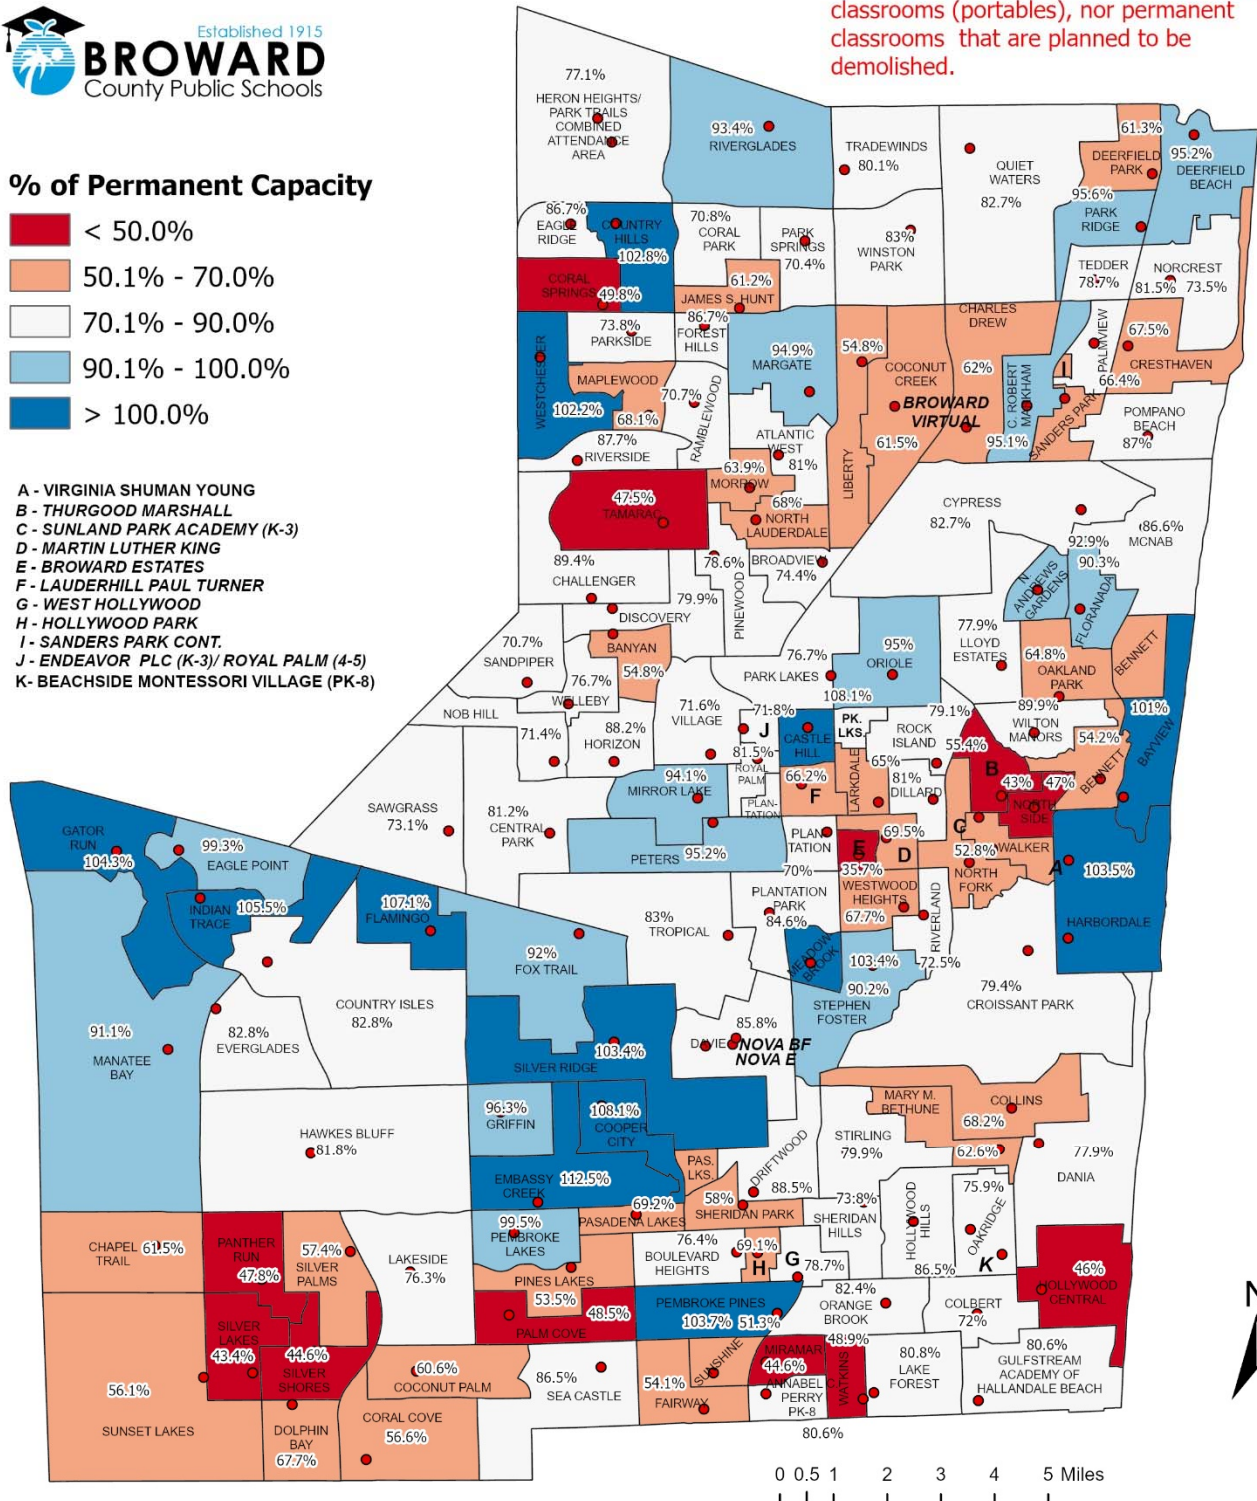 Established 1915
BROWARD
County Public Schools
classrooms (portables), nor permanent
classrooms that are planned to be
demolished.
% of Permanent Capacity
< 50.0%
50.1% - 70.0%
70.1% - 90.0%
90.1% - 100.0%
> 100.0%
A - VIRGINIA SHUMAN YOUNG
B - THURGOOD MARSHALL
C - SUNLAND PARK ACADEMY (K-3)
D - MARTIN LUTHER KING
E - BROWARD ESTATES
F - LAUDERHILL PAUL TURNER
G - WEST HOLLYWOOD
H - HOLLYWOOD PARK
I - SANDERS PARK CONT.
J - ENDEAVOR PLC (K-3)/ ROYAL PALM (4-5)
K- BEACHSIDE MONTESSORI VILLAGE (PK-8)
77.1%
HERON HEIGHTS/
PARK TRAILS
COMBINED
ATTENDANCE
AREA
93.4%
RIVERGLADES
TRADEWINDS
80.1%
QUIET
WATERS
82.7%
61.3%
DEERFIELD
PARK
95.2%
DEERFIELD
BEACH
95.6%
PARK
RIDGE
86.7%
EAGLE
RIDGE
COUNTRY
HILLS
102.8%
70.8%
CORAL
PARK
PARK
SPRINGS
70.4%
83%
WINSTON
PARK
TEDDER
78.7%
NORCREST
81.5%
73.5%
CORAL
SPRINGS
49.8%
61.2%
JAMES S. HUNT
86.7%
FOREST
HILLS
73.8%
PARKSIDE
WESTCHESTER
102.2%
MAPLEWOOD
68.1%
70.7%
RAMBLEWOOD
87.7%
RIVERSIDE
94.9%
MARGATE
ATLANTIC
WEST
81%
54.8%
LIBERTY
COCONUT
CREEK
61.5%
BROWARD
VIRTUAL
CHARLES
DREW
62%
C. ROBERT
MARKHAM
95.1%
I
PALMVIEW
66.4%
SANDERS PARK
67.5%
CRESTHAVEN
POMPANO
BEACH
87%
47.5%
TAMARAC
63.9%
MORROW
68%
NORTH
LAUDERDALE
CYPRESS
82.7%
86.6%
MCNAB
92.9%
90.3%
N.
ANDREWS
GARDENS
FLORANADA
89.4%
CHALLENGER
78.6%
PINEWOOD
BROADVIEW
74.4%
79.9%
DISCOVERY
BANYAN
54.8%
70.7%
SANDPIPER
76.7%
WELLEBY
NOB HILL
71.4%
88.2%
HORIZON
71.6%
VILLAGE
76.7%
PARK LAKES
95%
ORIOLE
108.1%
77.9%
LLOYD
ESTATES
64.8%
OAKLAND
PARK
BENNETT
101%
BAYVIEW
71.8%
J
CASTLE
HILL
PK.
LKS.
79.1%
ROCK
ISLAND
89.9%
WILTON
MANORS
54.2%
BENNETT
55.4%
B
43%
47%
NORTH
SIDE
81.5%
ROYAL
PALM
PLAN-
TATION
66.2%
F
LARKDALE
65%
81%
DILLARD
94.1%
MIRROR LAKE
SAWGRASS
73.1%
81.2%
CENTRAL
PARK
PETERS
95.2%
PLAN-
TATION
70%
E
35.7%
69.5%
D
C
52.8%
WALKER
NORTH
FORK
A
103.5%
HARBORDALE
WESTWOOD
HEIGHTS
67.7%
RIVERLAND
72.5%
PLANTATION
PARK
84.6%
GATOR
RUN
104.3%
99.3%
EAGLE POINT
INDIAN
TRACE
105.5%
107.1%
FLAMINGO
92%
FOX TRAIL
83%
TROPICAL
MEADOW
BROOK
103.4%
90.2%
STEPHEN
FOSTER
79.4%
CROISSANT PARK
91.1%
MANATEE
BAY
82.8%
EVERGLADES
COUNTRY ISLES
82.8%
103.4%
SILVER RIDGE
85.8%
DAVIE
NOVA BF
NOVA E
96.3%
GRIFFIN
108.1%
COOPER
CITY
HAWKES BLUFF
81.8%
MARY M.
BETHUNE
COLLINS
68.2%
62.6%
STIRLING
79.9%
77.9%
DANIA
EMBASSY
CREEK
112.5%
PAS.
LKS.
DRIFTWOOD
88.5%
58%
SHERIDAN PARK
69.2%
PASADENA LAKES
99.5%
PEMBROKE
LAKES
73.8%
SHERIDAN
HILLS
HOLLYWOOD
HILLS
86.5%
75.9%
OAKRIDGE
K
CHAPEL
TRAIL
61.5%
PANTHER
RUN
47.8%
57.4%
SILVER
PALMS
LAKESIDE
76.3%
PINES LAKES
53.5%
76.4%
BOULEVARD
HEIGHTS
69.1%
H
G
78.7%
46%
HOLLYWOOD
CENTRAL
48.5%
PALM COVE
PEMBROKE PINES
103.7%
51.3%
82.4%
ORANGE
BROOK
COLBERT
72%
SILVER
LAKES
43.4%
44.6%
SILVER
SHORES
60.6%
COCONUT PALM
86.5%
SEA CASTLE
54.1%
FAIRWAY
SUNSHINE
MIRAMAR
44.6%
ANNABEL C.
PERRY
PK-8
80.6%
48.9%
WATKINS
80.8%
LAKE
FOREST
80.6%
GULFSTREAM
ACADEMY OF
HALLANDALE BEACH
56.1%
SUNSET LAKES
DOLPHIN
BAY
67.7%
CORAL COVE
56.6%
N
0 0.5 1 2 3 4 5 Miles